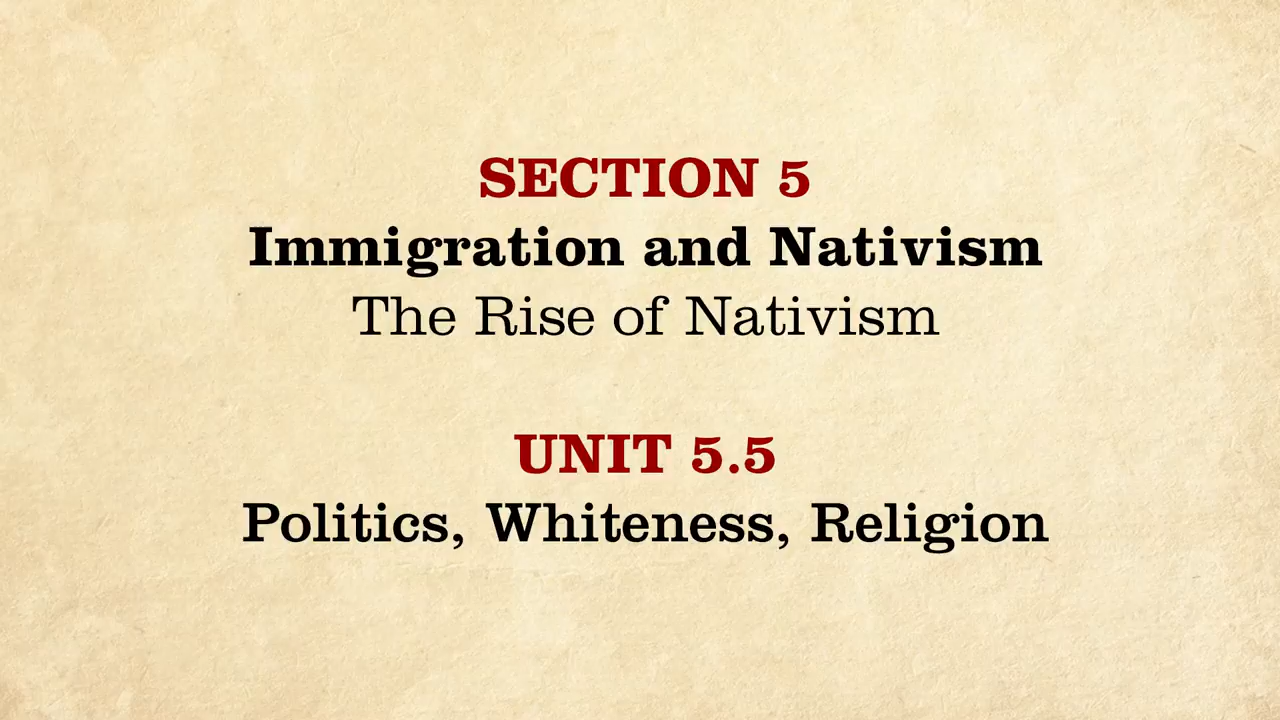 SECTION 5
Immigration and Nativism
The Rise of Nativism
UNIT 5.5
Politics, Whiteness, Religion